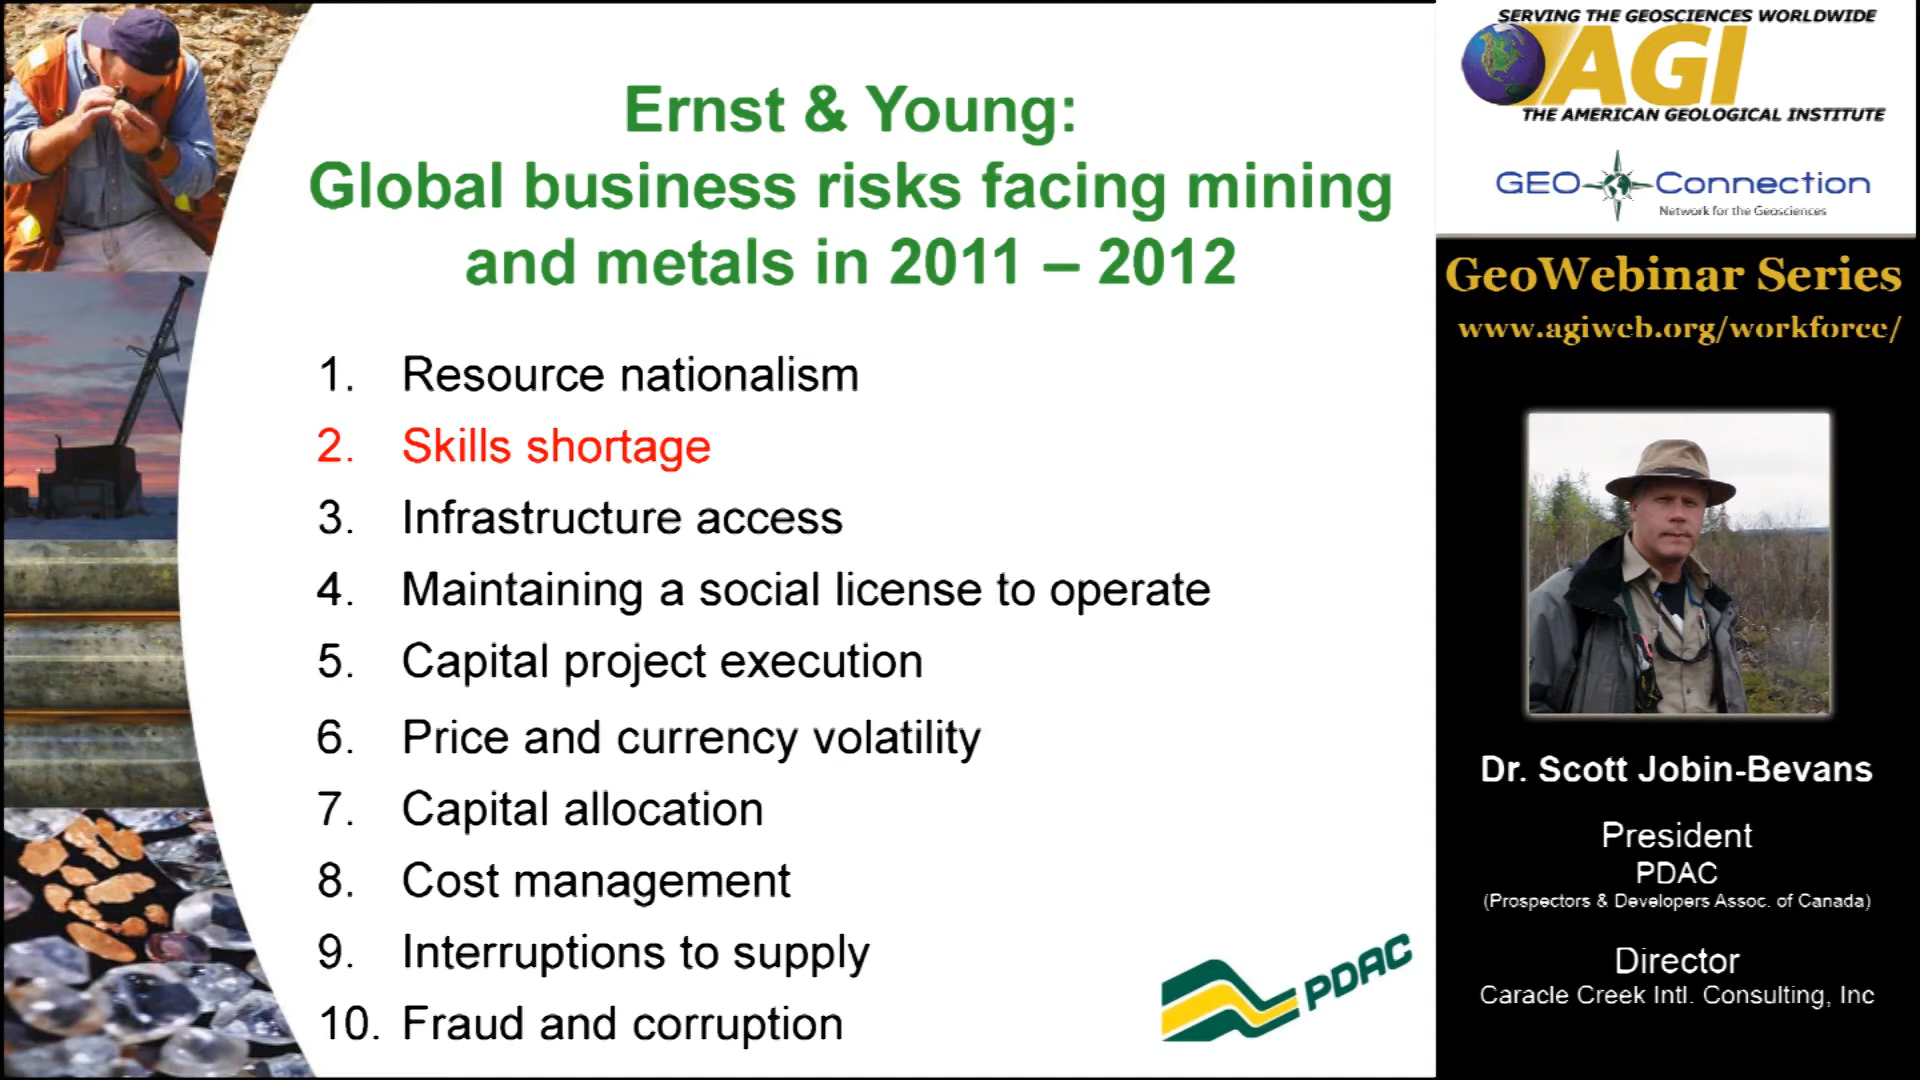 Ernst & Young:
Global business risks facing mining
and metals in 2011 – 2012
1. Resource nationalism
2. Skills shortage
3. Infrastructure access
4. Maintaining a social license to operate
5. Capital project execution
6. Price and currency volatility
7. Capital allocation
8. Cost management
9. Interruptions to supply
10. Fraud and corruption
PDAC
SERVING THE GEOSCIENCES WORLDWIDE
AGI
THE AMERICAN GEOLOGICAL INSTITUTE
GEO Connection
Network for the Geosciences
GeoWebinar Series
www.agiweb.org/workforce/
Dr. Scott Jobin-Bevans
President
PDAC
(Prospectors & Developers Assoc. of Canada)
Director
Caracle Creek Intl. Consulting, Inc